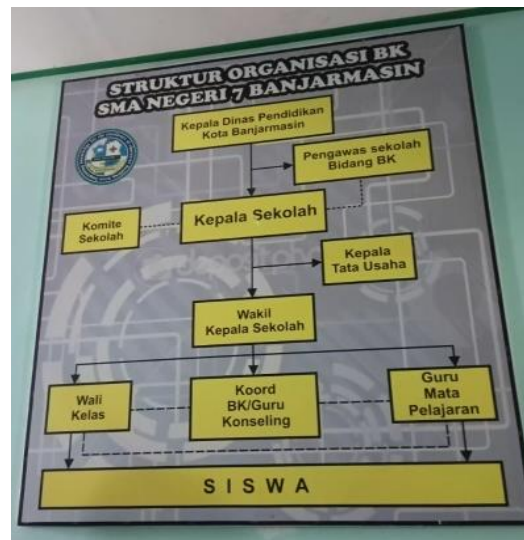 STRUKTUR ORGANISASI BK
SMA NEGERI 7 BANJARMASIN
Kepala Dinas Pendidikan
Kota Banjarmasin
Pengawas sekolah
Bidang BK
Komite
Sekolah
Kepala Sekolah
Kepala
Tata Usaha
Wakil
Kepala Sekolah
Wali
Kelas
Koord
BK/Guru
Konseling
Guru
Mata
Pelajaran
S I S W A